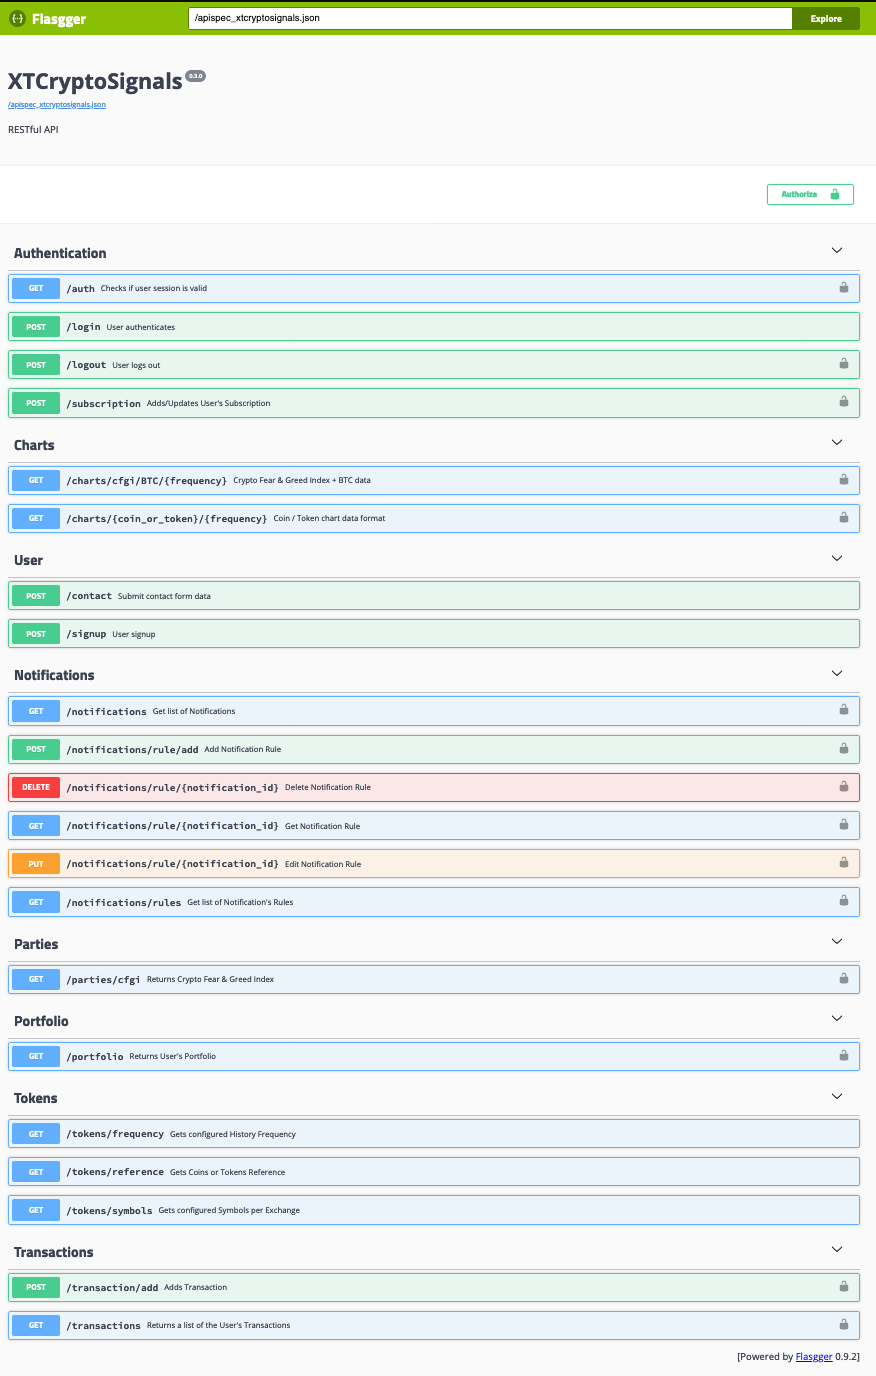 Flasgger
/apispec_xtcryptosignals.json
Explore
XTCryptoSignals 0.3.0
/apispec_xtcryptosignals.json
RESTful API
Authorize
Authentication
GET /auth Checks if user session is valid
POST /login User authenticates
POST /logout User logs out
POST /subscription Adds/Updates User's Subscription
Charts
GET /charts/cfgi/BTC/{frequency} Crypto Fear & Greed Index + BTC data
GET /charts/{coin_or_token}/{frequency} Coin / Token chart data format
User
POST /contact Submit contact form data
POST /signup User signup
Notifications
GET /notifications Get list of Notifications
POST /notifications/rule/add Add Notification Rule
DELETE /notifications/rule/{notification_id} Delete Notification Rule
GET /notifications/rule/{notification_id} Get Notification Rule
PUT /notifications/rule/{notification_id} Edit Notification Rule
GET /notifications/rules Get list of Notification's Rules
Parties
GET /parties/cfgi Returns Crypto Fear & Greed Index
Portfolio
GET /portfolio Returns User's Portfolio
Tokens
GET /tokens/frequency Gets configured History Frequency
GET /tokens/reference Gets Coins or Tokens Reference
GET /tokens/symbols Gets configured Symbols per Exchange
Transactions
POST /transaction/add Adds Transaction
GET /transactions Returns a list of the User's Transactions
[Powered by Flasgger 0.9.2]